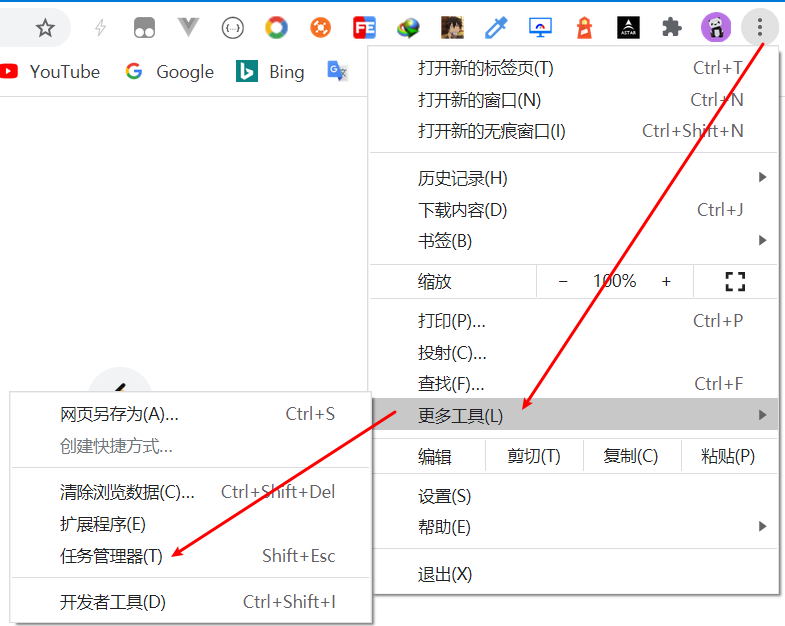 FE
ASTAR
YouTube Google Bing G
打开新的标签页(T) Ctrl+T
打开新的窗口(N) Ctrl+N
打开新的无痕窗口(I) Ctrl+Shift+N
历史记录(H)
下载内容(D) Ctrl+J
书签(B)
缩放 − 100% +
打印(P)... Ctrl+P
投射(C)...
查找(F)... Ctrl+F
更多工具(L)
编辑 剪切(T) 复制(C) 粘贴(P)
设置(S)
帮助(E)
退出(X)
网页另存为(A)... Ctrl+S
创建快捷方式...
清除浏览数据(C)... Ctrl+Shift+Del
扩展程序(E)
任务管理器(T) Shift+Esc
开发者工具(D) Ctrl+Shift+I